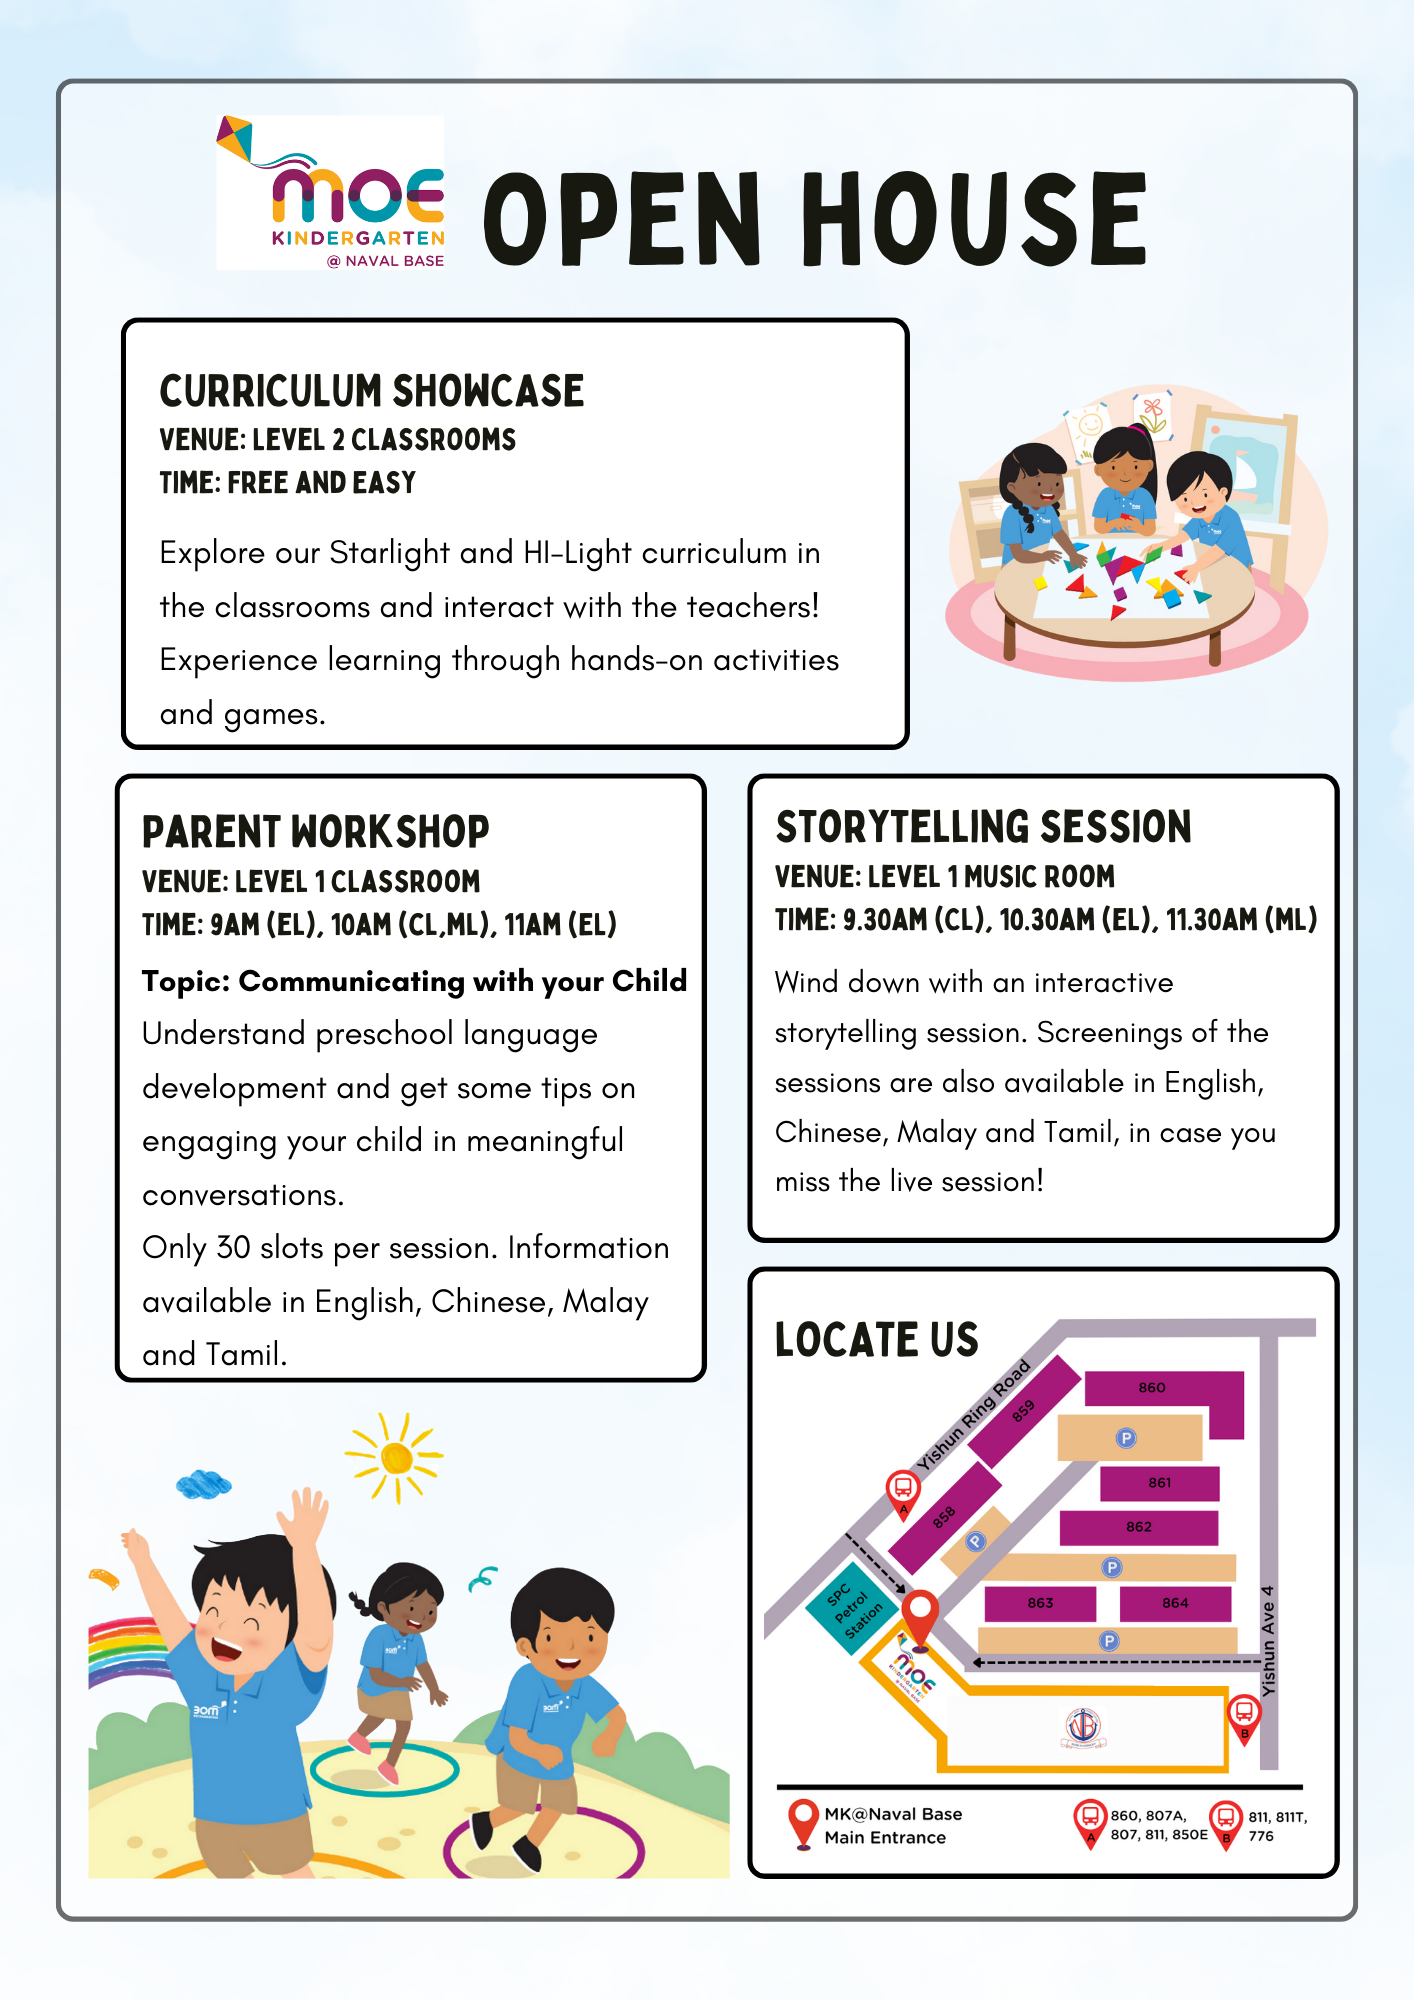 moe
KINDERGARTEN
@ NAVAL BASE
OPEN HOUSE
CURRICULUM SHOWCASE
VENUE: LEVEL 2 CLASSROOMS
TIME: FREE AND EASY
Explore our Starlight and HI-Light curriculum in
the classrooms and interact with the teachers!
Experience learning through hands-on activities
and games.
PARENT WORKSHOP
VENUE: LEVEL 1 CLASSROOM
TIME: 9AM (EL), 10AM (CL,ML), 11AM (EL)
Topic: Communicating with your Child
Understand preschool language
development and get some tips on
engaging your child in meaningful
conversations.
Only 30 slots per session. Information
available in English, Chinese, Malay
and Tamil.
STORYTELLING SESSION
VENUE: LEVEL 1 MUSIC ROOM
TIME: 9.30AM (CL), 10.30AM (EL), 11.30AM (ML)
Wind down with an interactive
storytelling session. Screenings of the
sessions are also available in English,
Chinese, Malay and Tamil, in case you
miss the live session!
LOCATE US
Yishun Ring Road
859
860
P
861
A
858
862
P
P
SPC
Petrol
Station
863
864
P
Yishun Ave 4
moe
KINDERGARTEN
@ NAVAL BASE
NB
B
MK@Naval Base
Main Entrance
A
860, 807A,
807, 811, 850E
B
811, 811T,
776